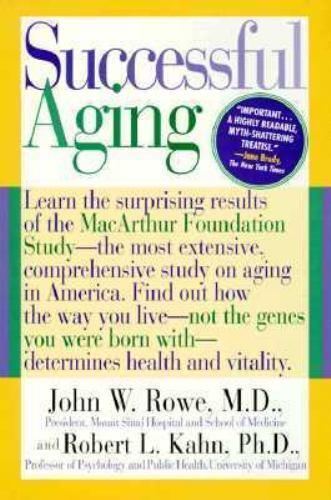 Successful
Aging
"IMPORTANT...
A HIGHLY READABLE,
MYTH-SHATTERING
TREATISE."
—Jane Brody,
The New York Times
Learn the surprising results
of the MacArthur Foundation
Study—the most extensive,
comprehensive study on aging
in America. Find out how
the way you live—not the genes
you were born with—
determines health and vitality.
John W. Rowe, M.D.,
President, Mount Sinai Hospital and School of Medicine
and Robert L. Kahn, Ph.D.,
Professor of Psychology and Public Health, University of Michigan